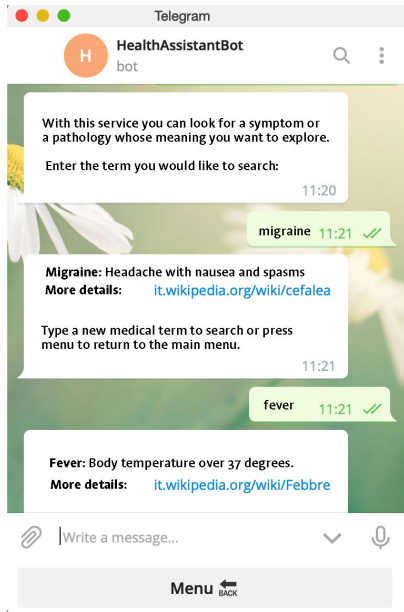 Telegram
H
HealthAssistantBot
bot
With this service you can look for a symptom or
a pathology whose meaning you want to explore.
Enter the term you would like to search:
11:20
migraine 11:21
Migraine: Headache with nausea and spasms
More details: it.wikipedia.org/wiki/cefalea
Type a new medical term to search or press
menu to return to the main menu.
11:21
fever 11:21
Fever: Body temperature over 37 degrees.
More details: it.wikipedia.org/wiki/Febbre
Write a message...
Menu BACK